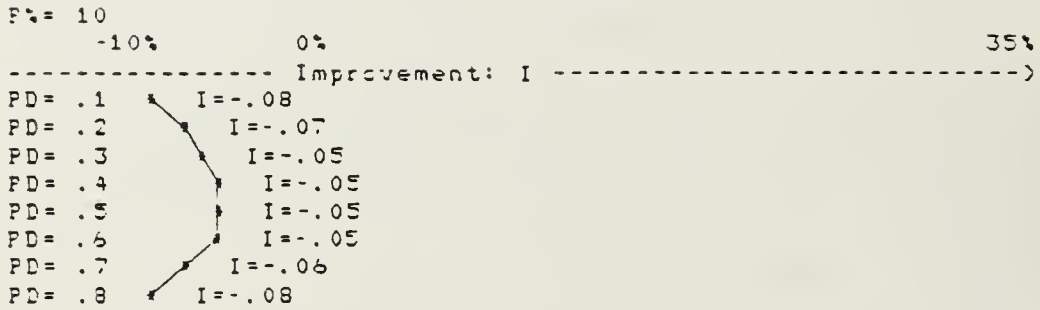 F%= 10
-10% 0% 35%
---------------- Improvement: I ---------------------------->
PD= .1 * I=-.08
PD= .2 * I=-.07
PD= .3 * I=-.05
PD= .4 * I=-.05
PD= .5 * I=-.05
PD= .6 * I=-.05
PD= .7 * I=-.06
PD= .8 * I=-.08